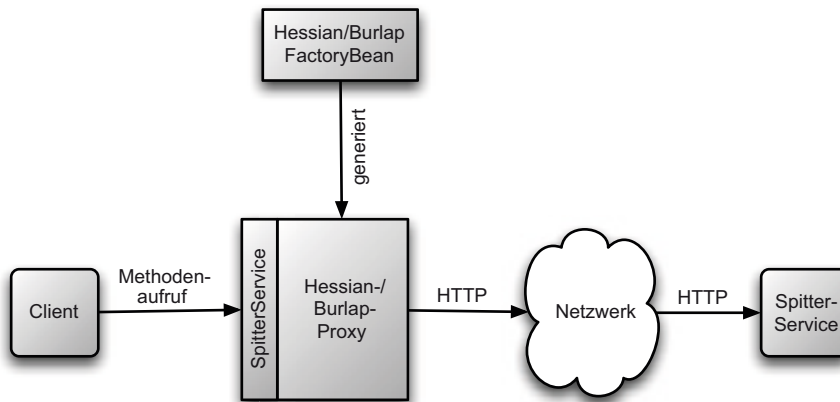 Hessian/Burlap
FactoryBean
generiert
Client
Methoden-
aufruf
SpitterService
Hessian-/
Burlap-
Proxy
HTTP
Netzwerk
HTTP
Spitter-
Service